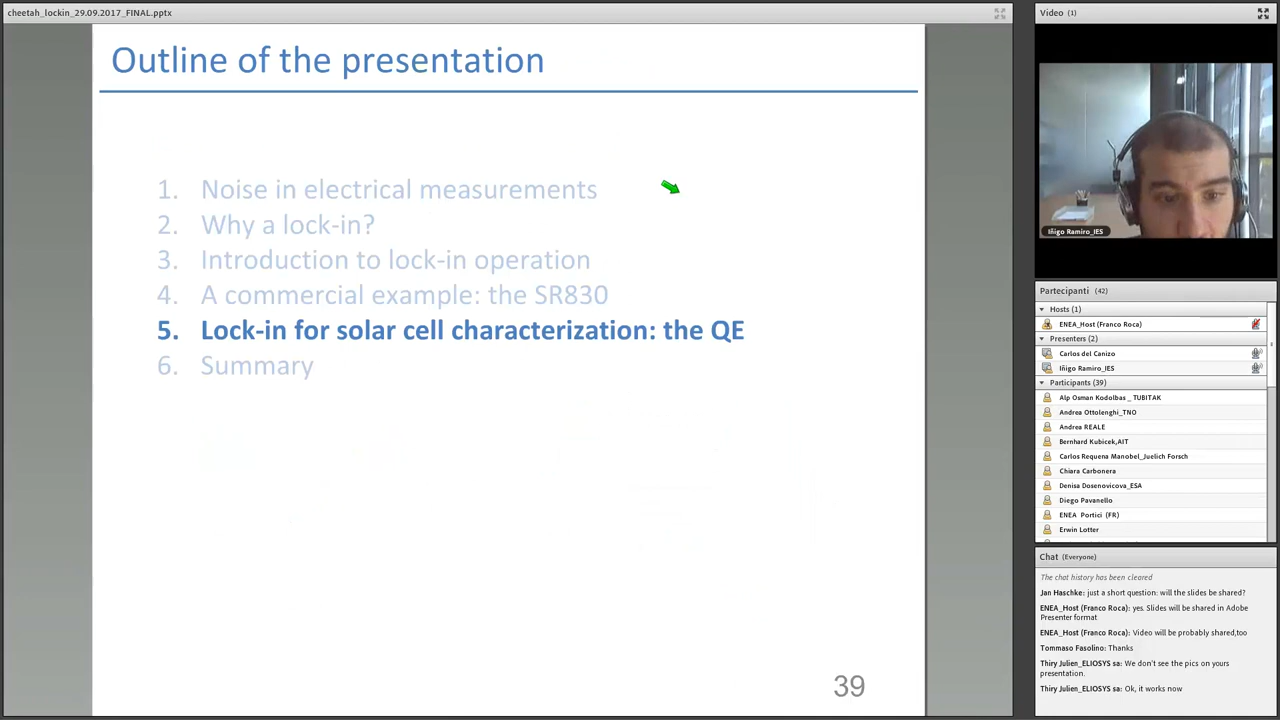 cheetah_lockin_29.09.2017_FINAL.pptx
Outline of the presentation
1. Noise in electrical measurements
2. Why a lock-in?
3. Introduction to lock-in operation
4. A commercial example: the SR830
5. Lock-in for solar cell characterization: the QE
6. Summary
39
Video (1)
Iñigo Ramiro_IES
Partecipanti (42)
Hosts (1)
ENEA_Host (Franco Roca)
Presenters (2)
Carlos del Canizo
Iñigo Ramiro_IES
Participants (39)
Alp Osman Kodolbas _ TUBITAK
Andrea Ottolenghi_TNO
Andrea REALE
Bernhard Kubicek,AIT
Carlos Requena Manobel_Juelich Forsch
Chiara Carbonera
Denisa Dosenovicova_ESA
Diego Pavanello
ENEA Portici (FR)
Erwin Lotter
Chat (Everyone)
The chat history has been cleared
Jan Haschke: just a short question: will the slides be shared?
ENEA_Host (Franco Roca): yes. Slides will be shared in Adobe
Presenter format
ENEA_Host (Franco Roca): Video will be probably shared,too
Tommaso Fasolino: Thanks
Thiry Julien_ELIOSYS sa: We don't see the pics on yours
presentation.
Thiry Julien_ELIOSYS sa: Ok, it works now